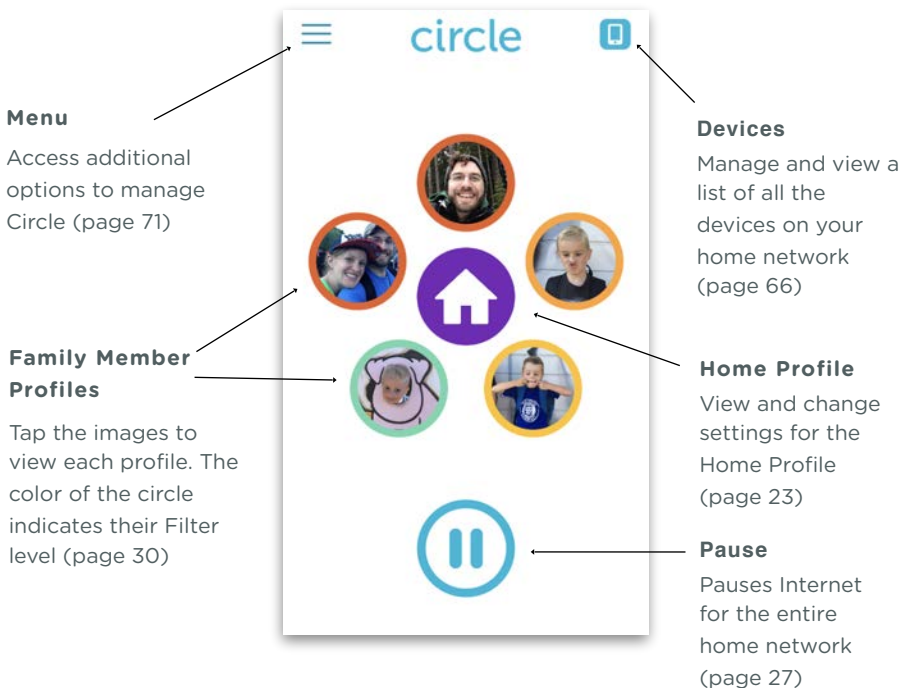 circle
Menu
Access additional
options to manage
Circle (page 71)
Family Member
Profiles
Tap the images to
view each profile. The
color of the circle
indicates their Filter
level (page 30)
Devices
Manage and view a
list of all the
devices on your
home network
(page 66)
Home Profile
View and change
settings for the
Home Profile
(page 23)
Pause
Pauses Internet
for the entire
home network
(page 27)